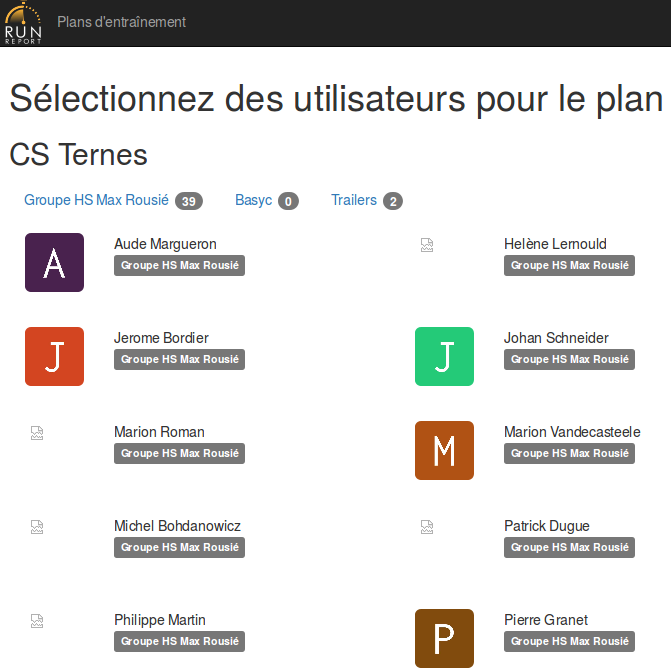 RUN
REPORT
Plans d'entraînement
Sélectionnez des utilisateurs pour le plan
CS Ternes
Groupe HS Max Rousié 39 Basyc 0 Trailers 2
A Aude Margueron
Groupe HS Max Rousié
Helène Lernould
Groupe HS Max Rousié
J Jerome Bordier
Groupe HS Max Rousié
J Johan Schneider
Groupe HS Max Rousié
Marion Roman
Groupe HS Max Rousié
M Marion Vandecasteele
Groupe HS Max Rousié
Michel Bohdanowicz
Groupe HS Max Rousié
Patrick Dugue
Groupe HS Max Rousié
Philippe Martin
Groupe HS Max Rousié
P Pierre Granet
Groupe HS Max Rousié